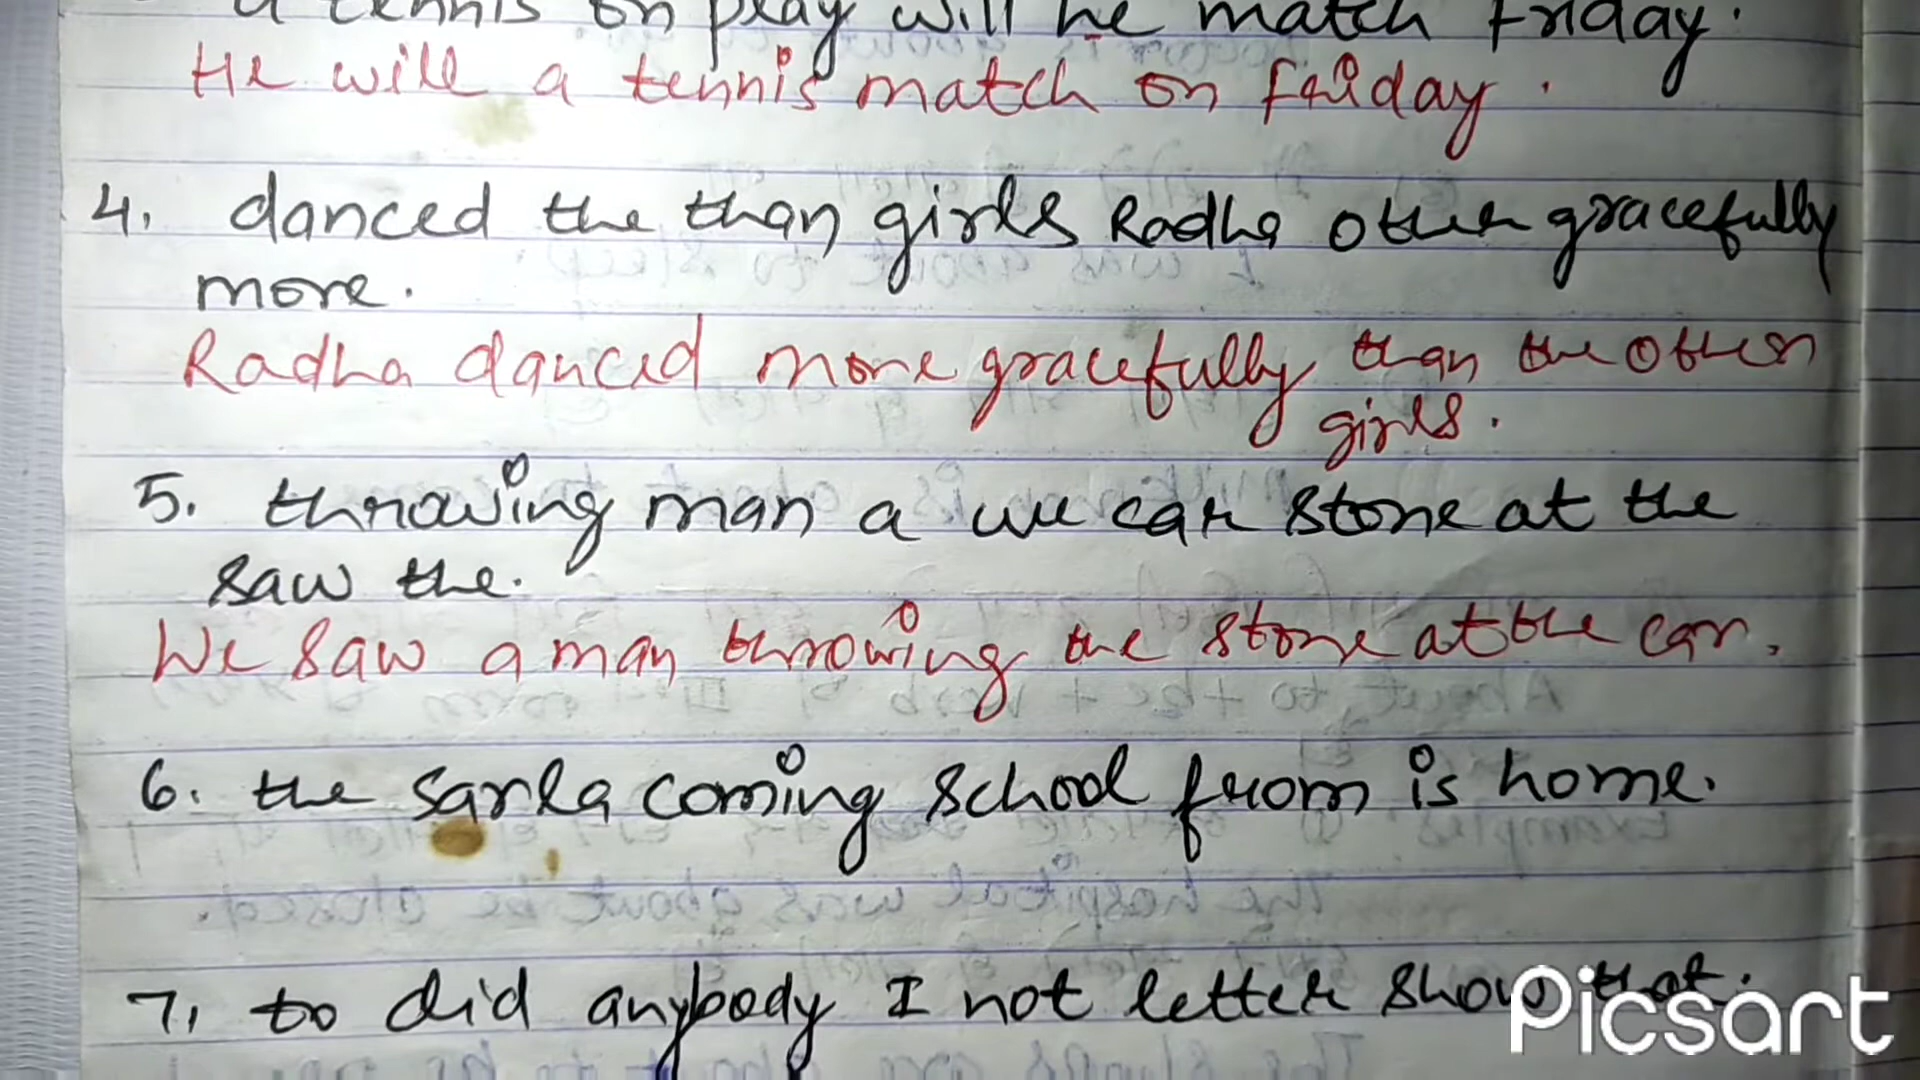 a tennis on play will he match Friday.
He will a tennis match on Friday.
4. danced the than girls Radha other gracefully
more.
Radha danced more gracefully than the other
girls.
5. throwing man a we car stone at the
saw the.
We saw a man throwing the stone at the car.
6. the Sarla coming school from is home.
7. to did anybody I not letter show that.
Picsart